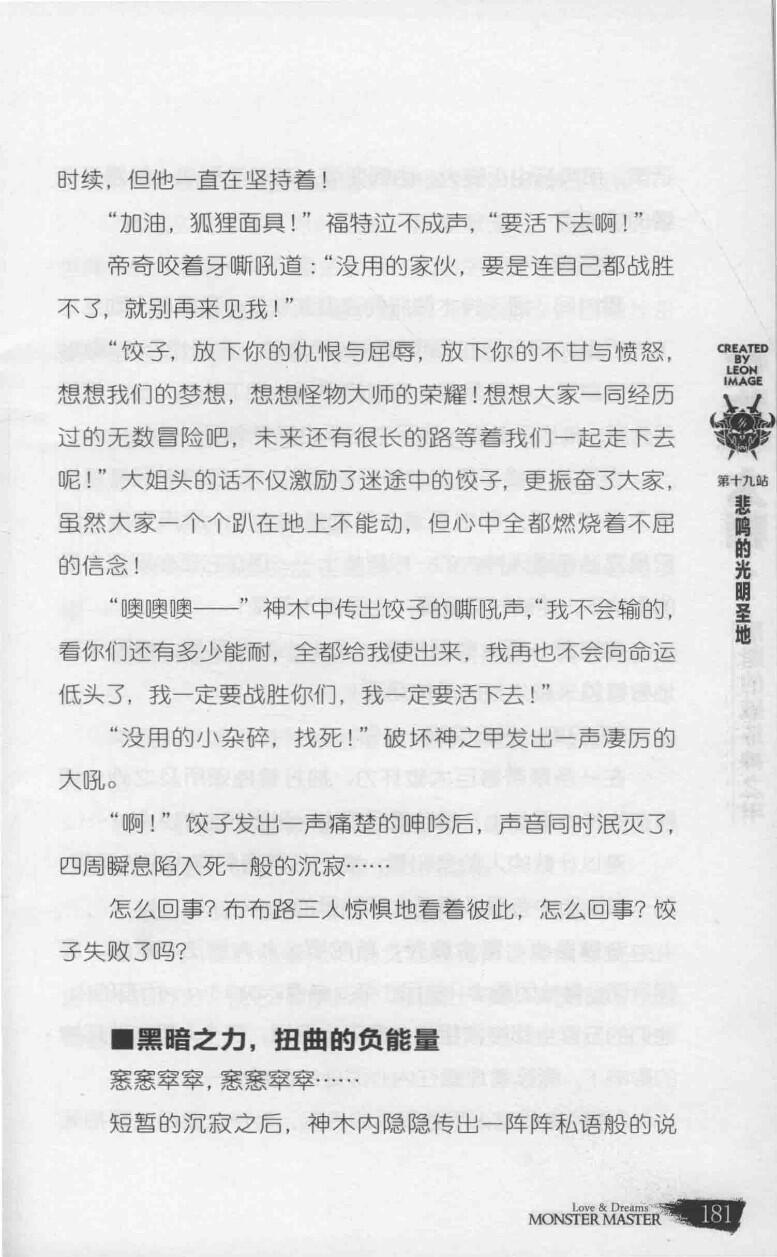 时续，但他一直在坚持着！
“加油，狐狸面具！”福特泣不成声，“要活下去啊！”
帝奇咬着牙嘶吼道：“没用的家伙，要是连自己都战胜
不了，就别再来见我！”
“饺子，放下你的仇恨与屈辱，放下你的不甘与愤怒，
想想我们的梦想，想想怪物大师的荣耀！想想大家一同经历
过的无数冒险吧，未来还有很长的路等着我们一起走下去
呢！”大姐头的话不仅激励了迷途中的饺子，更振奋了大家，
虽然大家一个个趴在地上不能动，但心中全都燃烧着不屈
的信念！
“噢噢噢——”神木中传出饺子的嘶吼声，“我不会输的，
看你们还有多少能耐，全都给我使出来，我再也不会向命运
低头了，我一定要战胜你们，我一定要活下去！”
“没用的小杂碎，找死！”破坏神之甲发出一声凄厉的
大吼。
“啊！”饺子发出一声痛楚的呻吟后，声音同时泯灭了，
四周瞬息陷入死一般的沉寂……
怎么回事？布布路三人惊惧地看着彼此，怎么回事？饺
子失败了吗？
■黑暗之力，扭曲的负能量
窸窸窣窣，窸窸窣窣……
短暂的沉寂之后，神木内隐隐传出一阵阵私语般的说
CREATED
BY
LEON
IMAGE
第十九站
悲鸣的光明圣地
Love & Dreams
MONSTER MASTER
181